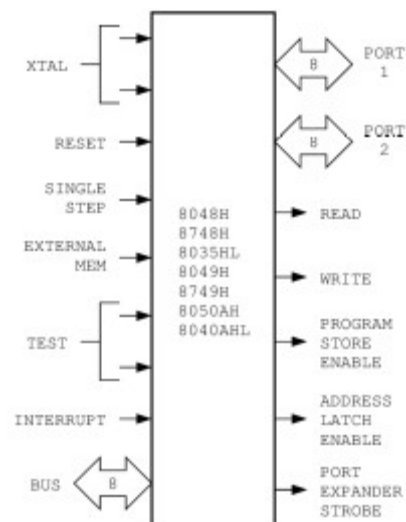 XTAL
RESET
SINGLE
STEP
EXTERNAL
MEM
TEST
INTERRUPT
BUS
8
8048H
8748H
8035HL
8049H
8749H
8050AH
8040AHL
8
PORT
1
8
PORT
2
READ
WRITE
PROGRAM
STORE
ENABLE
ADDRESS
LATCH
ENABLE
PORT
EXPANDER
STROBE